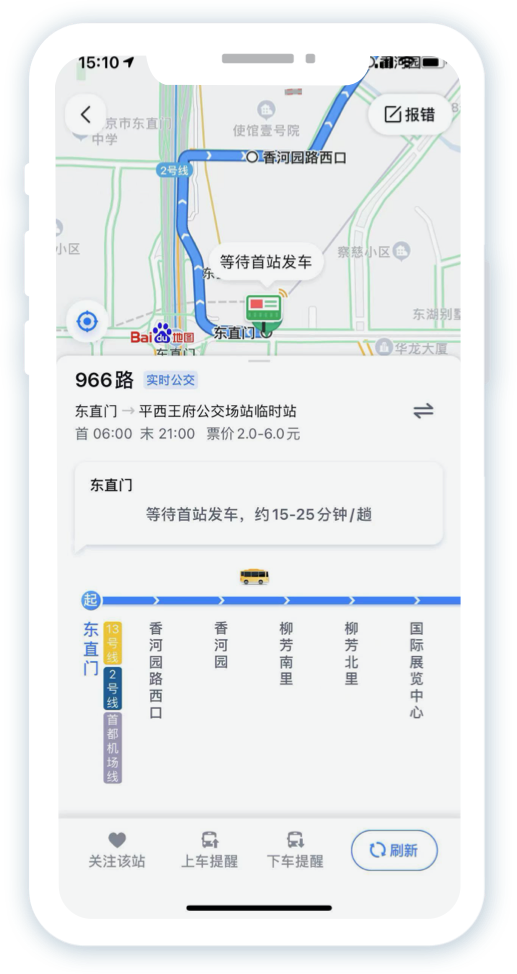 15:10
河园
报错
京市东直门
中学
使馆壹号院
香河园路西口
2号线
小区
等待首站发车
察慈小区
东
东湖别墅
Bai du 地图
东直门
华龙大厦
东直门
966路 实时公交
东直门 → 平西王府公交场站临时站
首 06:00 末 21:00 票价2.0-6.0元
东直门
等待首站发车，约15-25分钟/趟
起
东直门
13号线
2号线
首都机场线
香河园路西口
香河园
柳芳南里
柳芳北里
国际展览中心
关注该站
上车提醒
下车提醒
刷新